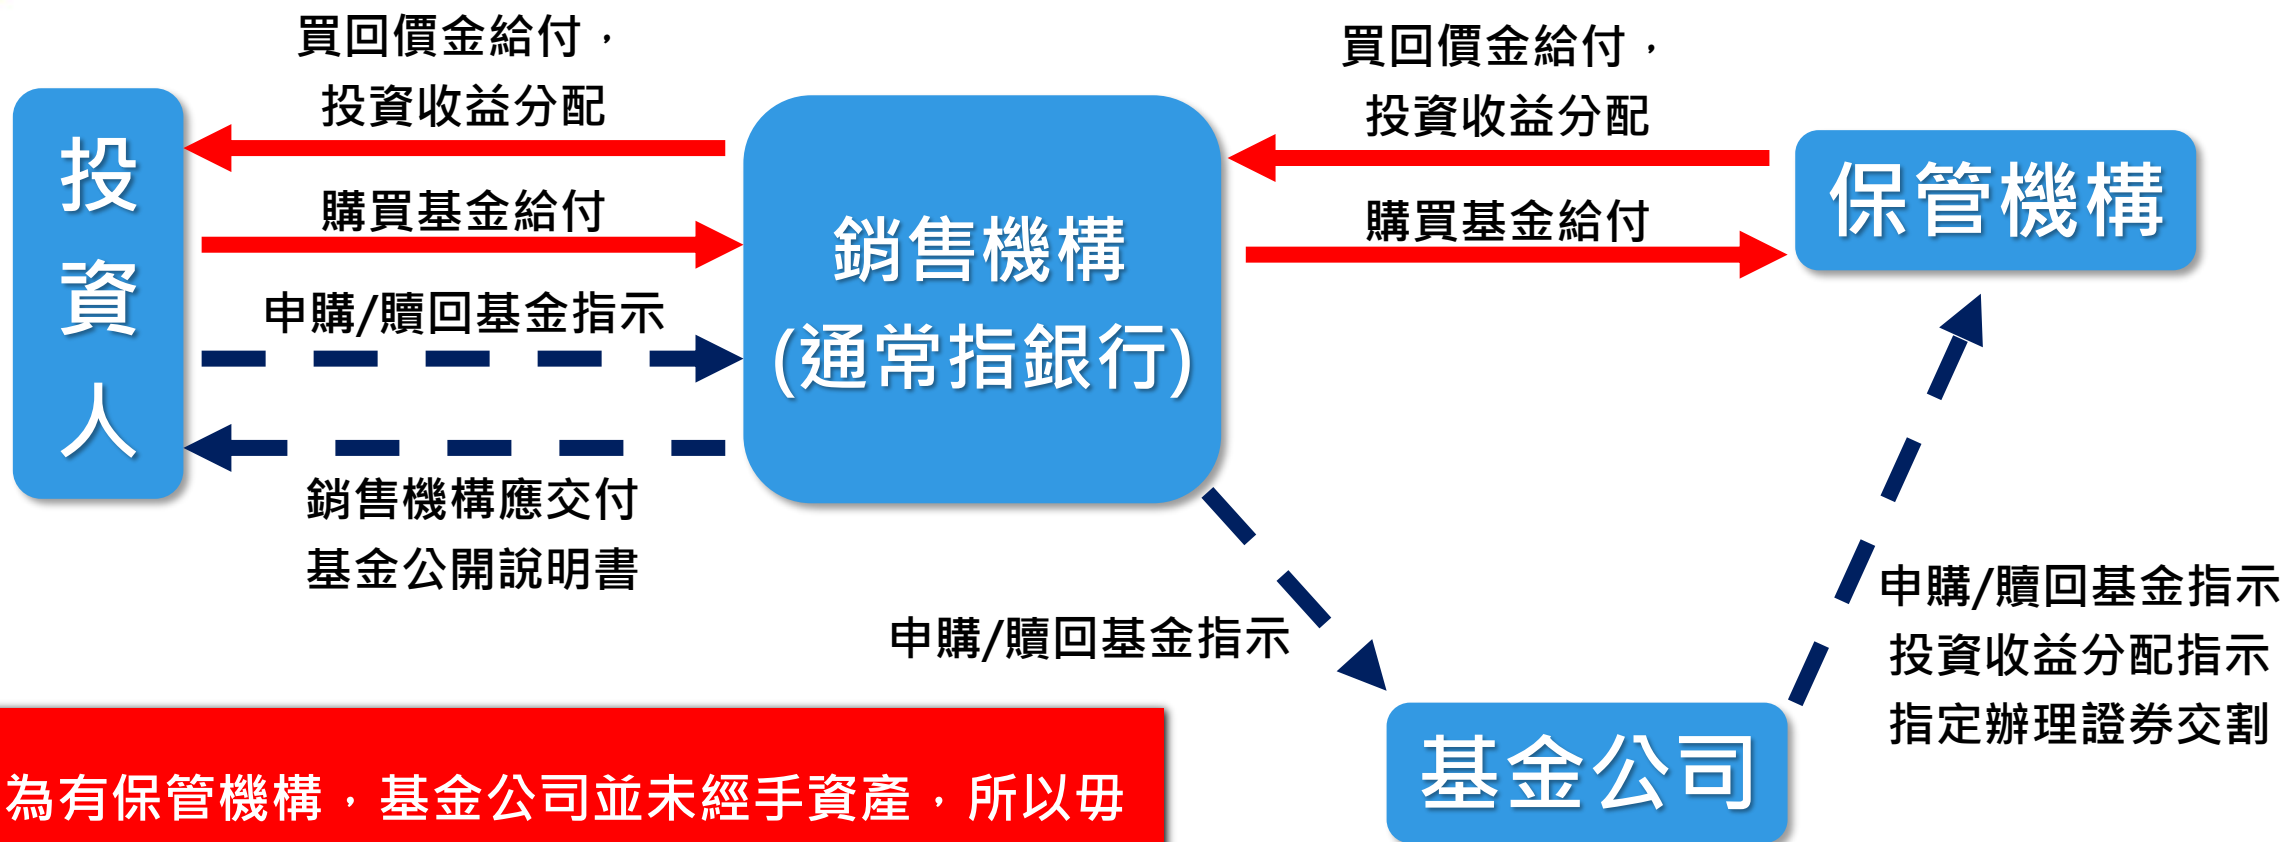 買回價金給付，
投資收益分配
購買基金給付
申購/贖回基金指示
銷售機構應交付
基金公開說明書
投
資
人
銷售機構
(通常指銀行)
買回價金給付，
投資收益分配
購買基金給付
保管機構
申購/贖回基金指示
申購/贖回基金指示
投資收益分配指示
指定辦理證券交割
基金公司
為有保管機構，基金公司並未經手資產，所以毋